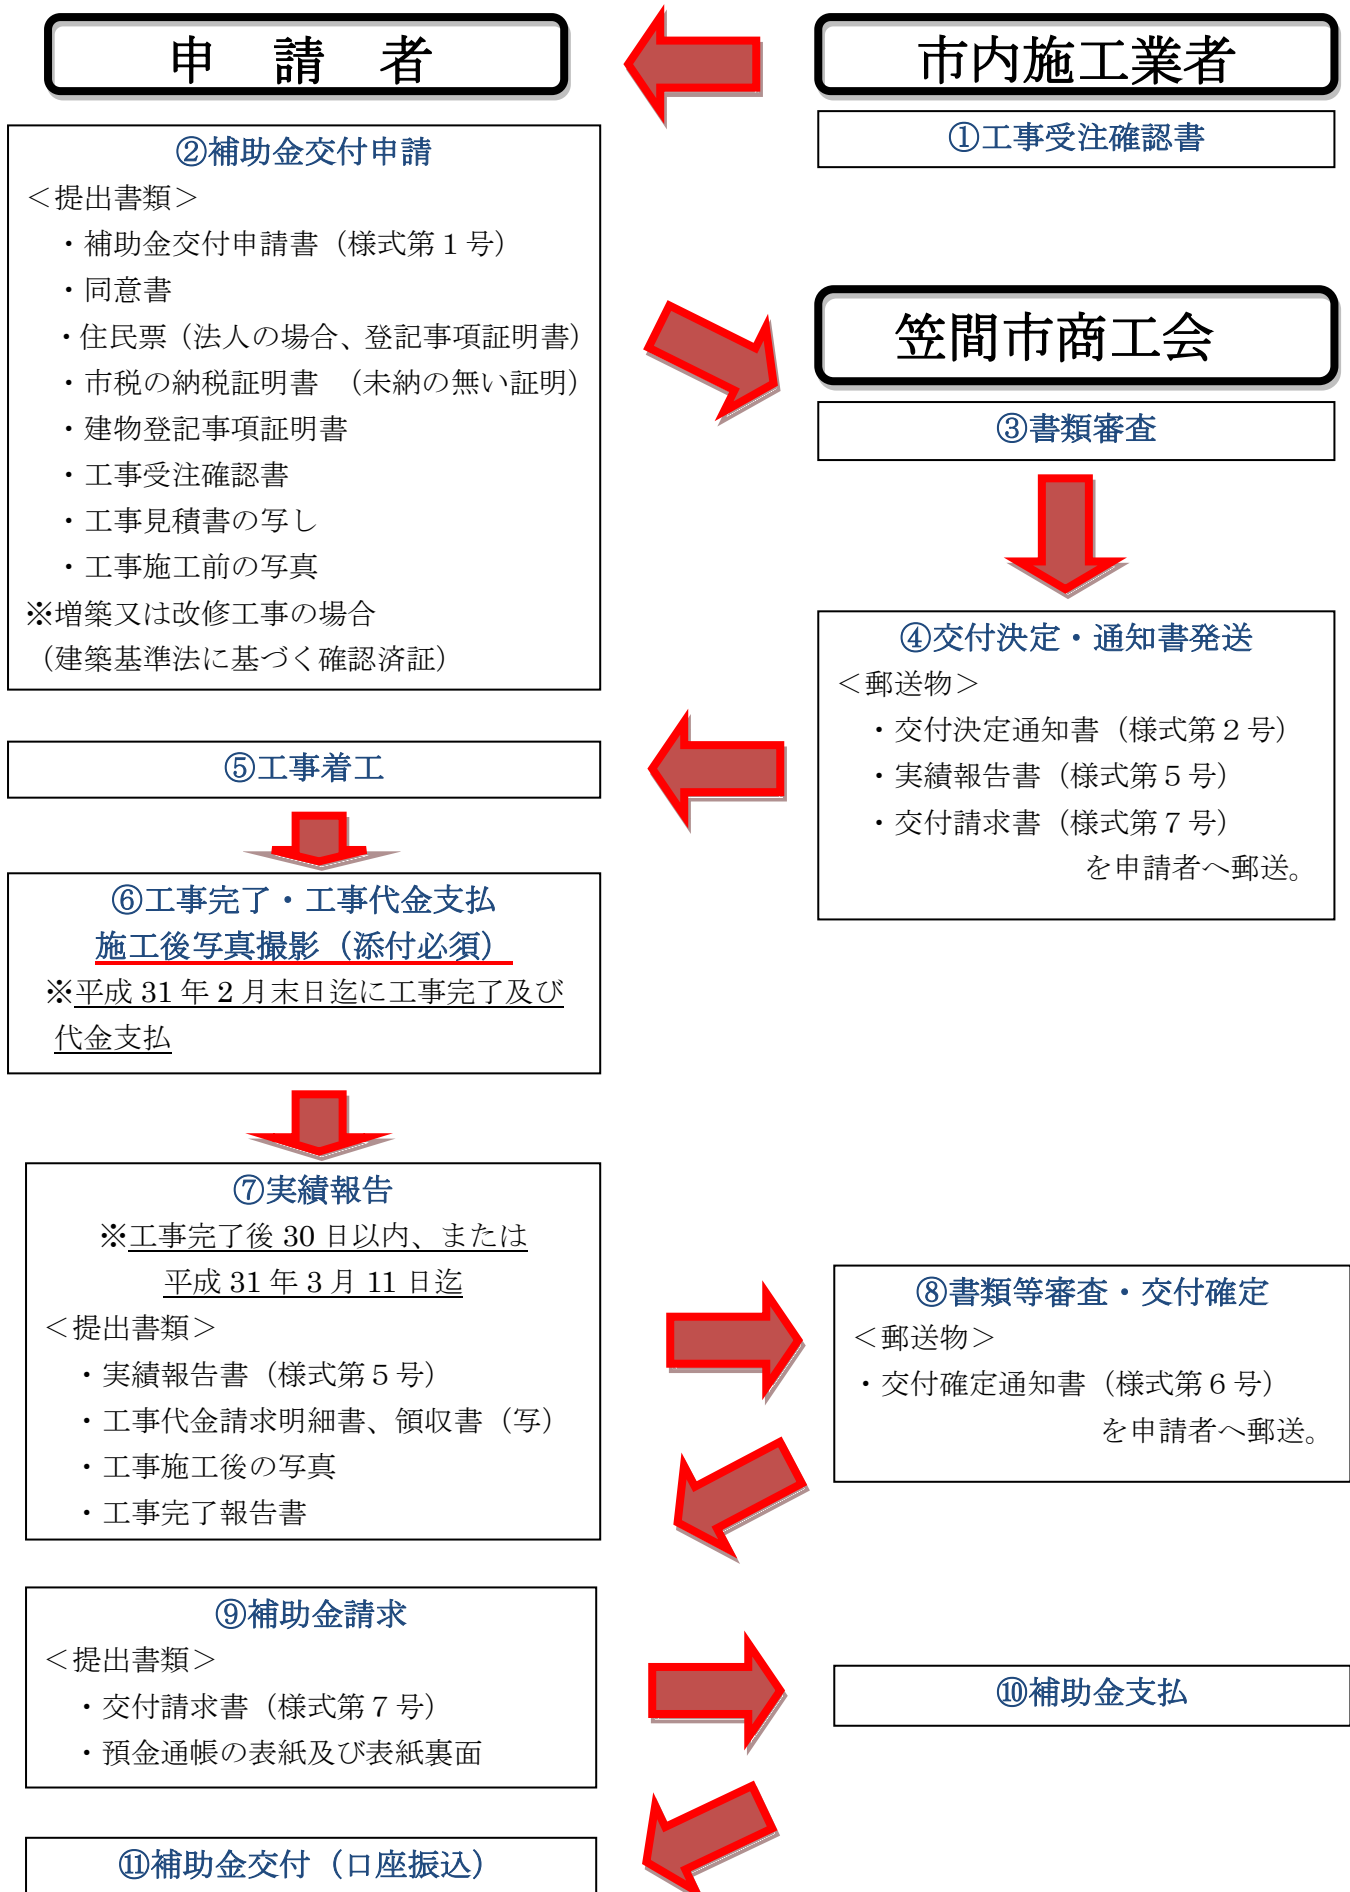 申　請　者
市内施工業者
①工事受注確認書
②補助金交付申請
＜提出書類＞
・補助金交付申請書（様式第１号）
・同意書
・住民票（法人の場合、登記事項証明書）
・市税の納税証明書　（未納の無い証明）
・建物登記事項証明書
・工事受注確認書
・工事見積書の写し
・工事施工前の写真
※増築又は改修工事の場合
（建築基準法に基づく確認済証）
笠間市商工会
③書類審査
④交付決定・通知書発送
＜郵送物＞
・交付決定通知書（様式第２号）
・実績報告書（様式第５号）
・交付請求書（様式第７号）
を申請者へ郵送。
⑤工事着工
⑥工事完了・工事代金支払
施工後写真撮影（添付必須）
※平成 31 年 2 月末日迄に工事完了及び
代金支払
⑦実績報告
※工事完了後 30 日以内、または
平成 31 年 3 月 11 日迄
＜提出書類＞
・実績報告書（様式第５号）
・工事代金請求明細書、領収書（写）
・工事施工後の写真
・工事完了報告書
⑧書類等審査・交付確定
＜郵送物＞
・交付確定通知書（様式第６号）
を申請者へ郵送。
⑨補助金請求
＜提出書類＞
・交付請求書（様式第７号）
・預金通帳の表紙及び表紙裏面
⑩補助金支払
⑪補助金交付（口座振込）